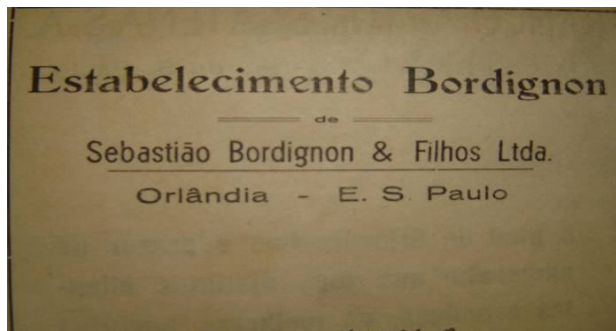 Estabelecimento Bordignon
de
Sebastião Bordignon & Filhos Ltda.
Orlândia - E. S. Paulo